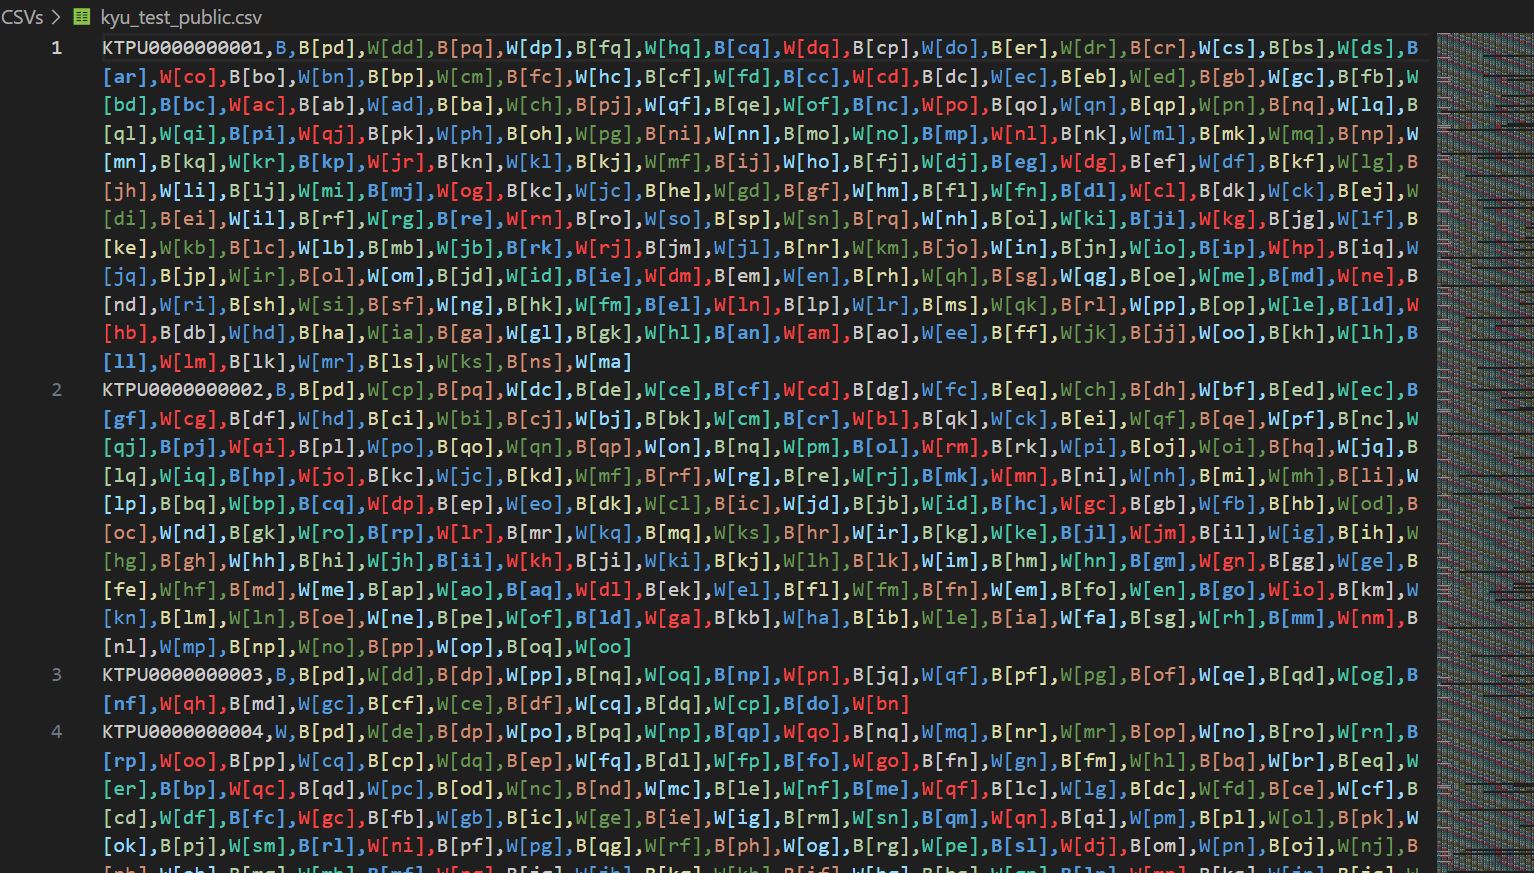 CSVs > kyu_test_public.csv
1 KTPU0000000001,B,B[pd],W[dd],B[pq],W[dp],B[fq],W[hq],B[cq],W[dq],B[cp],W[do],B[er],W[dr],B[cr],W[cs],B[bs],W[ds],B
[ar],W[co],B[bo],W[bn],B[bp],W[cm],B[fc],W[hc],B[cf],W[fd],B[cc],W[cd],B[dc],W[ec],B[eb],W[ed],B[gb],W[gc],B[fb],W
[bd],B[bc],W[ac],B[ab],W[ad],B[ba],W[ch],B[pj],W[qf],B[qe],W[of],B[nc],W[po],B[qo],W[qn],B[qp],W[pn],B[nq],W[lq],B
[ql],W[qi],B[pi],W[qj],B[pk],W[ph],B[oh],W[pg],B[ni],W[nn],B[mo],W[no],B[mp],W[nl],B[nk],W[ml],B[mk],W[mq],B[np],W
[mn],B[kq],W[kr],B[kp],W[jr],B[kn],W[kl],B[kj],W[mf],B[ij],W[ho],B[fj],W[dj],B[eg],W[dg],B[ef],W[df],B[kf],W[lg],B
[jh],W[li],B[lj],W[mi],B[mj],W[og],B[kc],W[jc],B[he],W[gd],B[gf],W[hm],B[fl],W[fn],B[dl],W[cl],B[dk],W[ck],B[ej],W
[di],B[ei],W[il],B[rf],W[rg],B[re],W[rn],B[ro],W[so],B[sp],W[sn],B[rq],W[nh],B[oi],W[ki],B[ji],W[kg],B[jg],W[lf],B
[ke],W[kb],B[lc],W[lb],B[mb],W[jb],B[rk],W[rj],B[jm],W[jl],B[nr],W[km],B[jo],W[in],B[jn],W[io],B[ip],W[hp],B[iq],W
[jq],B[jp],W[ir],B[ol],W[om],B[jd],W[id],B[ie],W[dm],B[em],W[en],B[rh],W[qh],B[sg],W[qg],B[oe],W[me],B[md],W[ne],B
[nd],W[ri],B[sh],W[si],B[sf],W[ng],B[hk],W[fm],B[el],W[ln],B[lp],W[lr],B[ms],W[qk],B[rl],W[pp],B[op],W[le],B[ld],W
[hb],B[db],W[hd],B[ha],W[ia],B[ga],W[gl],B[gk],W[hl],B[an],W[am],B[ao],W[ee],B[ff],W[jk],B[jj],W[oo],B[kh],W[lh],B
[ll],W[lm],B[lk],W[mr],B[ls],W[ks],B[ns],W[ma]
2 KTPU0000000002,B,B[pd],W[cp],B[pq],W[dc],B[de],W[ce],B[cf],W[cd],B[dg],W[fc],B[eq],W[ch],B[dh],W[bf],B[ed],W[ec],B
[gf],W[cg],B[df],W[hd],B[ci],W[bi],B[cj],W[bj],B[bk],W[cm],B[cr],W[bl],B[qk],W[ck],B[ei],W[qf],B[qe],W[pf],B[nc],W
[qj],B[pj],W[qi],B[pl],W[po],B[qo],W[qn],B[qp],W[on],B[nq],W[pm],B[ol],W[rm],B[rk],W[pi],B[oj],W[oi],B[hq],W[jq],B
[lq],W[iq],B[hp],W[jo],B[kc],W[jc],B[kd],W[mf],B[rf],W[rg],B[re],W[rj],B[mk],W[mn],B[ni],W[nh],B[mi],W[mh],B[li],W
[lp],B[bq],W[bp],B[cq],W[dp],B[ep],W[eo],B[dk],W[cl],B[ic],W[jd],B[jb],W[id],B[hc],W[gc],B[gb],W[fb],B[hb],W[od],B
[oc],W[nd],B[gk],W[ro],B[rp],W[lr],B[mr],W[kq],B[mq],W[ks],B[hr],W[ir],B[kg],W[ke],B[jl],W[jm],B[il],W[ig],B[ih],W
[hg],B[gh],W[hh],B[hi],W[jh],B[ii],W[kh],B[ji],W[ki],B[kj],W[lh],B[lk],W[im],B[hm],W[hn],B[gm],W[gn],B[gg],W[ge],B
[fe],W[hf],B[md],W[me],B[ap],W[ao],B[aq],W[dl],B[ek],W[el],B[fl],W[fm],B[fn],W[em],B[fo],W[en],B[go],W[io],B[km],W
[kn],B[lm],W[ln],B[oe],W[ne],B[pe],W[of],B[ld],W[ga],B[kb],W[ha],B[ib],W[le],B[ia],W[fa],B[sg],W[rh],B[mm],W[nm],B
[nl],W[mp],B[np],W[no],B[pp],W[op],B[oq],W[oo]
3 KTPU0000000003,B,B[pd],W[dd],B[dp],W[pp],B[nq],W[oq],B[np],W[pn],B[jq],W[qf],B[pf],W[pg],B[of],W[qe],B[qd],W[og],B
[nf],W[qh],B[md],W[gc],B[cf],W[ce],B[df],W[cq],B[dq],W[cp],B[do],W[bn]
4 KTPU0000000004,W,B[pd],W[de],B[dp],W[po],B[pq],W[np],B[qp],W[qo],B[nq],W[mq],B[nr],W[mr],B[op],W[no],B[ro],W[rn],B
[rp],W[oo],B[pp],W[cq],B[cp],W[dq],B[ep],W[fq],B[dl],W[fp],B[fo],W[go],B[fn],W[gn],B[fm],W[hl],B[bq],W[br],B[eq],W
[er],B[bp],W[qc],B[qd],W[pc],B[od],W[nc],B[nd],W[mc],B[le],W[nf],B[me],W[qf],B[lc],W[lg],B[dc],W[fd],B[ce],W[cf],B
[cd],W[df],B[fc],W[gc],B[fb],W[gb],B[ic],W[ge],B[ie],W[ig],B[rm],W[sn],B[qm],W[qn],B[qi],W[pm],B[pl],W[ol],B[pk],W
[ok],B[pj],W[sm],B[rl],W[ni],B[pf],W[pg],B[qg],W[rf],B[ph],W[og],B[rg],W[pe],B[sl],W[dj],B[om],W[pn],B[oj],W[nj],B